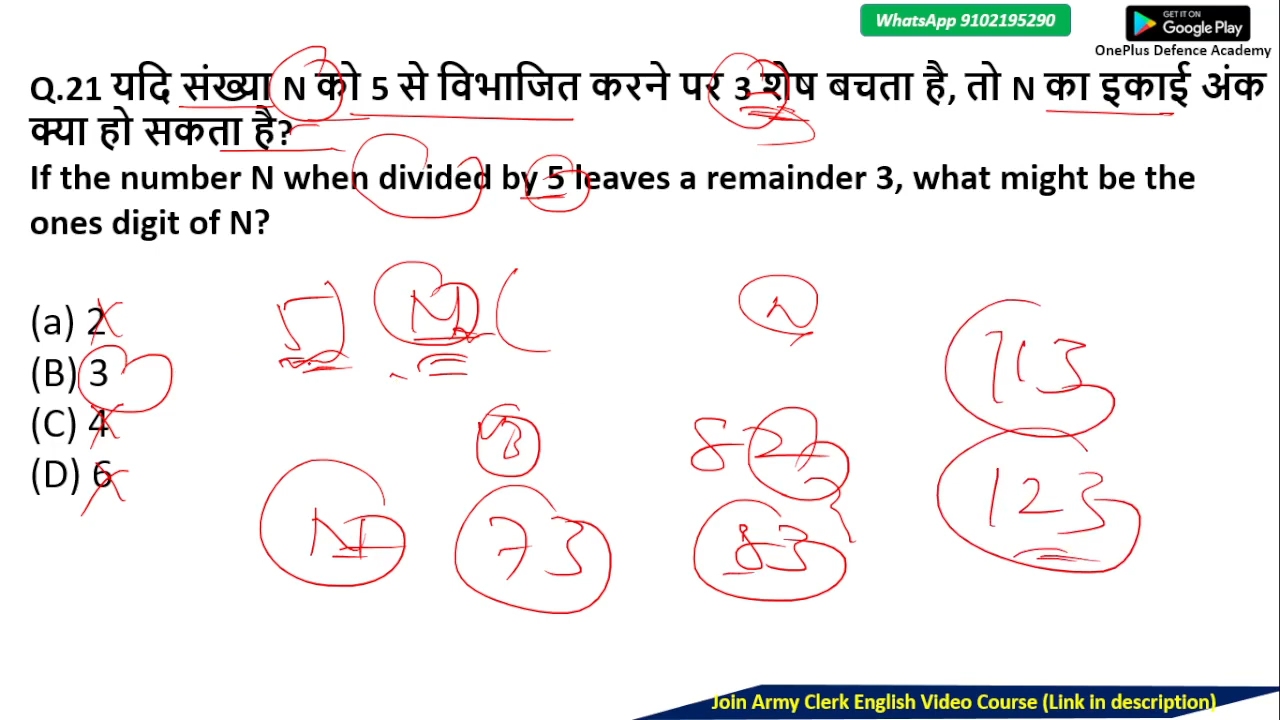 WhatsApp 9102195290
GET IT ON
Google Play
OnePlus Defence Academy
Q.21 यदि संख्या N को 5 से विभाजित करने पर 3 शेष बचता है, तो N का इकाई अंक
क्या हो सकता है?
If the number N when divided by 5 leaves a remainder 3, what might be the
ones digit of N?
(a) 2
(B) 3
(C) 4
(D) 6
5) N (
N
113
822
N 73 83 123
Join Army Clerk English Video Course (Link in description)